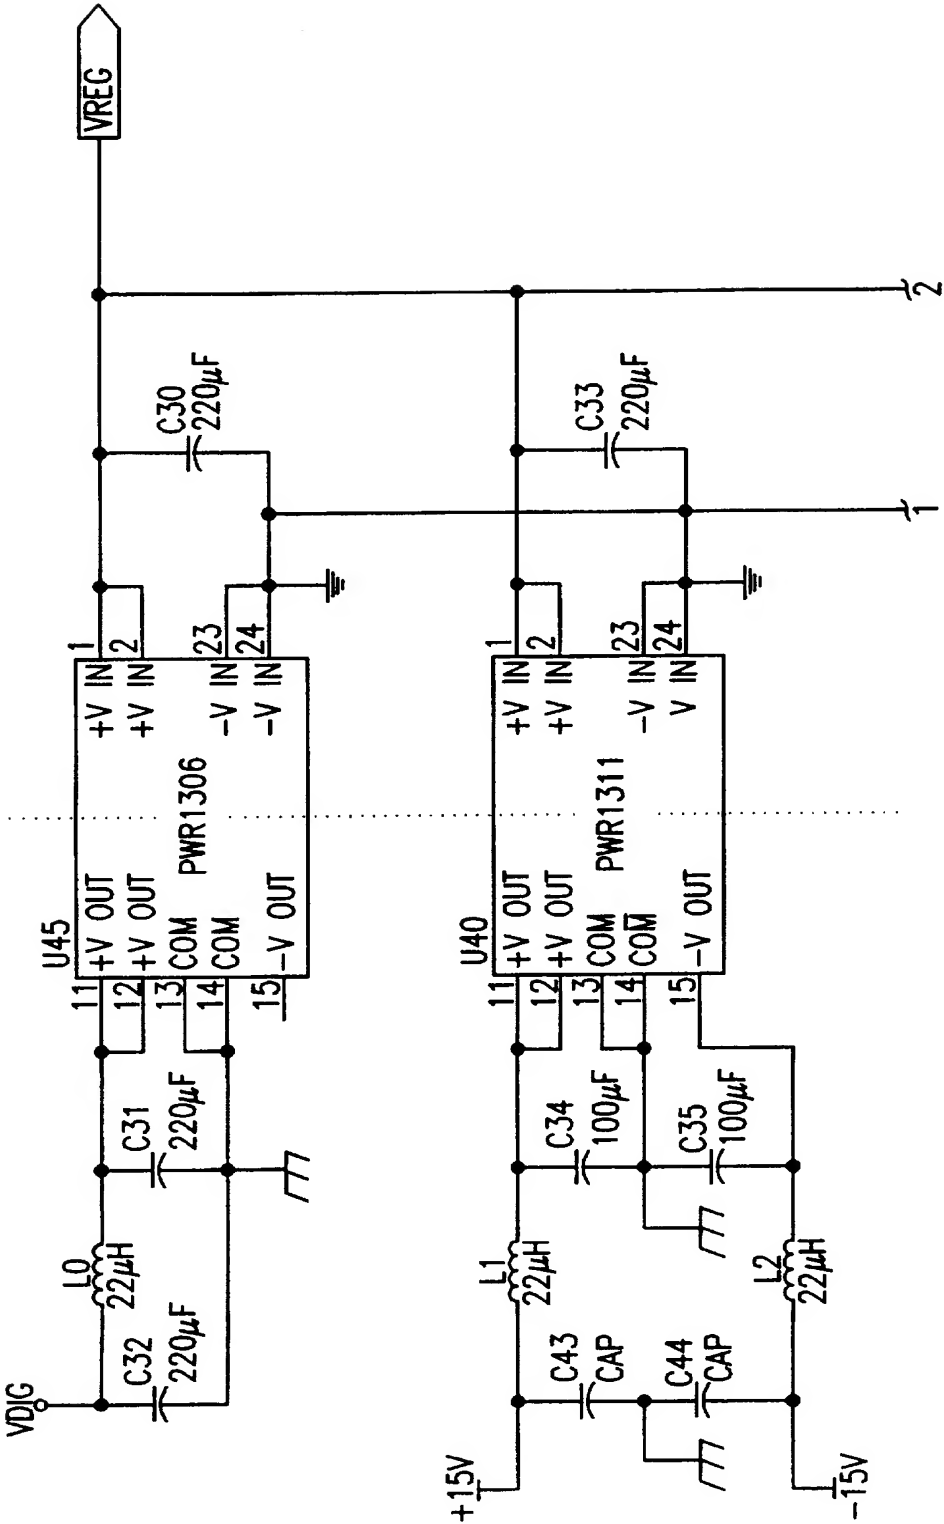 VREG
C30
220μF
1
2
23
24
+V IN
+V IN
-V IN
-V IN
PWR1306
U45
+V OUT
+V OUT
COM
COM
-V OUT
11
12
13
14
15
C31
220μF
L0
22μH
C32
220μF
VDIG
2
1
C33
220μF
1
2
23
24
+V IN
+V IN
-V IN
V IN
PWR1311
U40
+V OUT
+V OUT
COM
COM
-V OUT
11
12
13
14
15
C34
100μF
C35
100μF
L1
22μH
L2
22μH
C43
CAP
C44
CAP
+15V
-15V